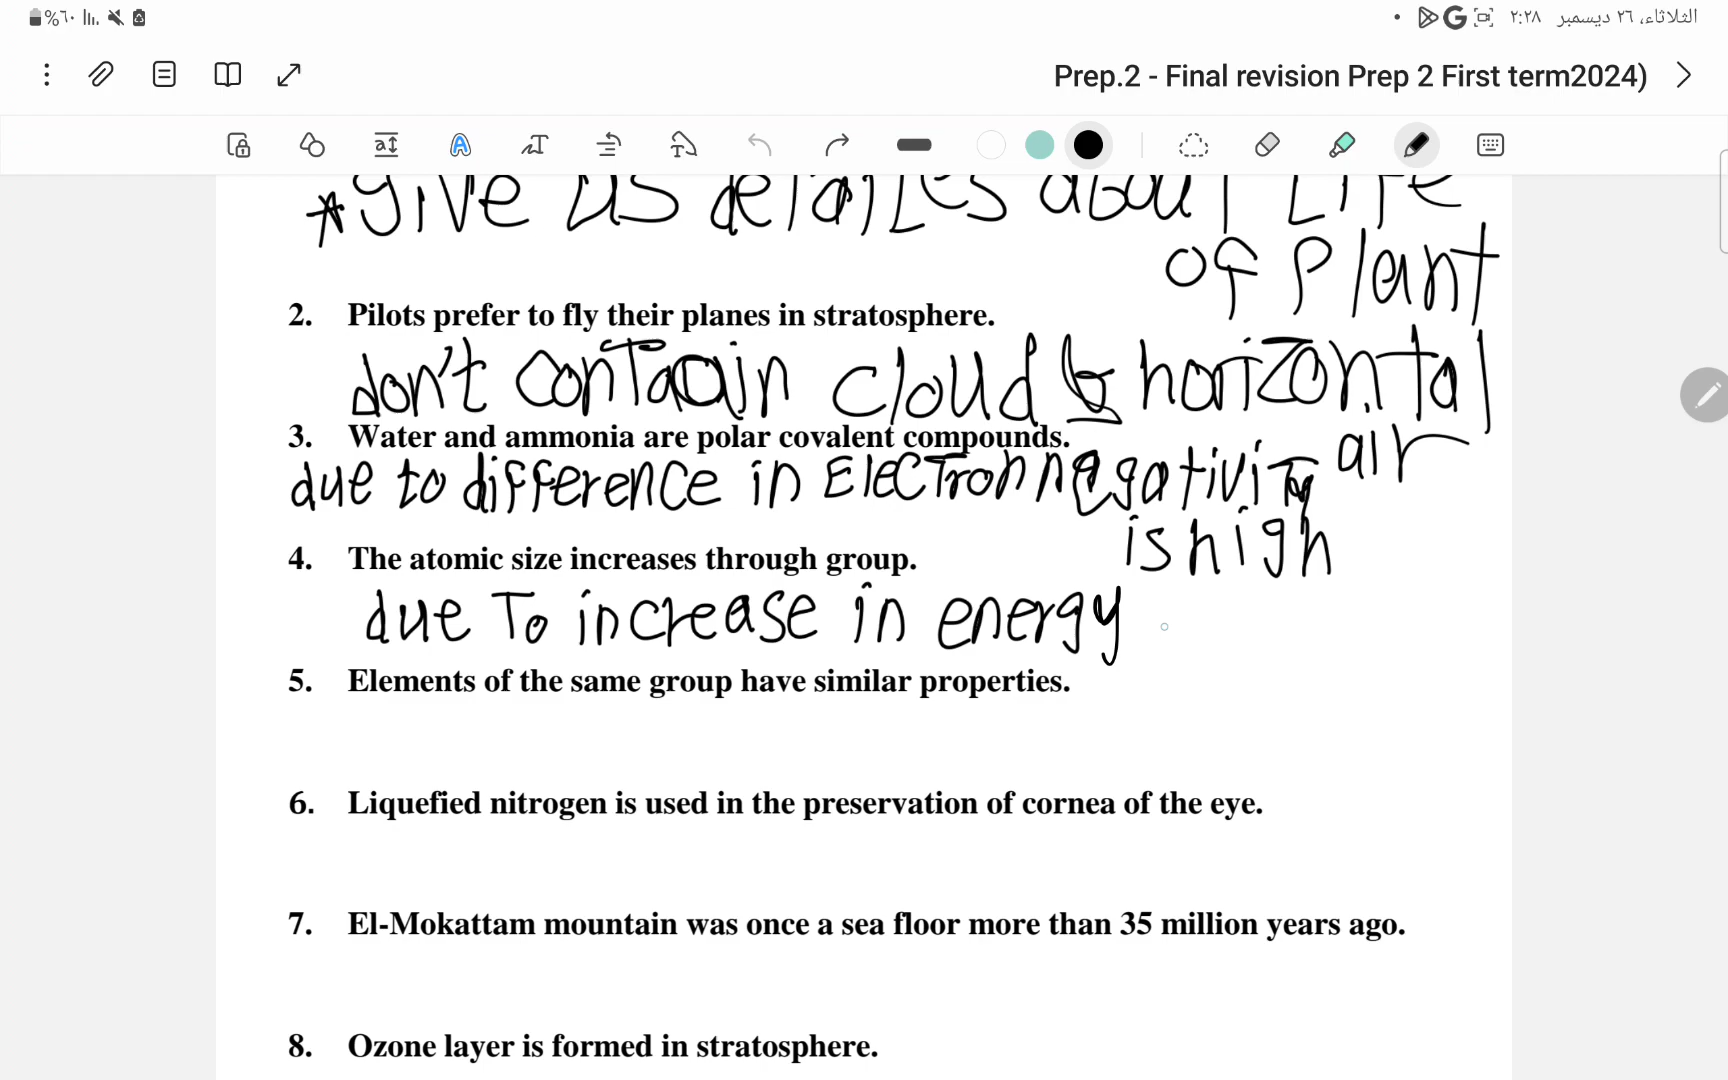 %٦٠
الثلاثاء، ٢٦ ديسمبر ٢:٢٨
Prep.2 - Final revision Prep 2 First term2024)
*give us detailes about Life
of Plant
2. Pilots prefer to fly their planes in stratosphere.
don't contain cloud & horizontal
air
3. Water and ammonia are polar covalent compounds.
due to difference in Electronnegativity
is high
4. The atomic size increases through group.
due To increase in energy
5. Elements of the same group have similar properties.
6. Liquefied nitrogen is used in the preservation of cornea of the eye.
7. El-Mokattam mountain was once a sea floor more than 35 million years ago.
8. Ozone layer is formed in stratosphere.